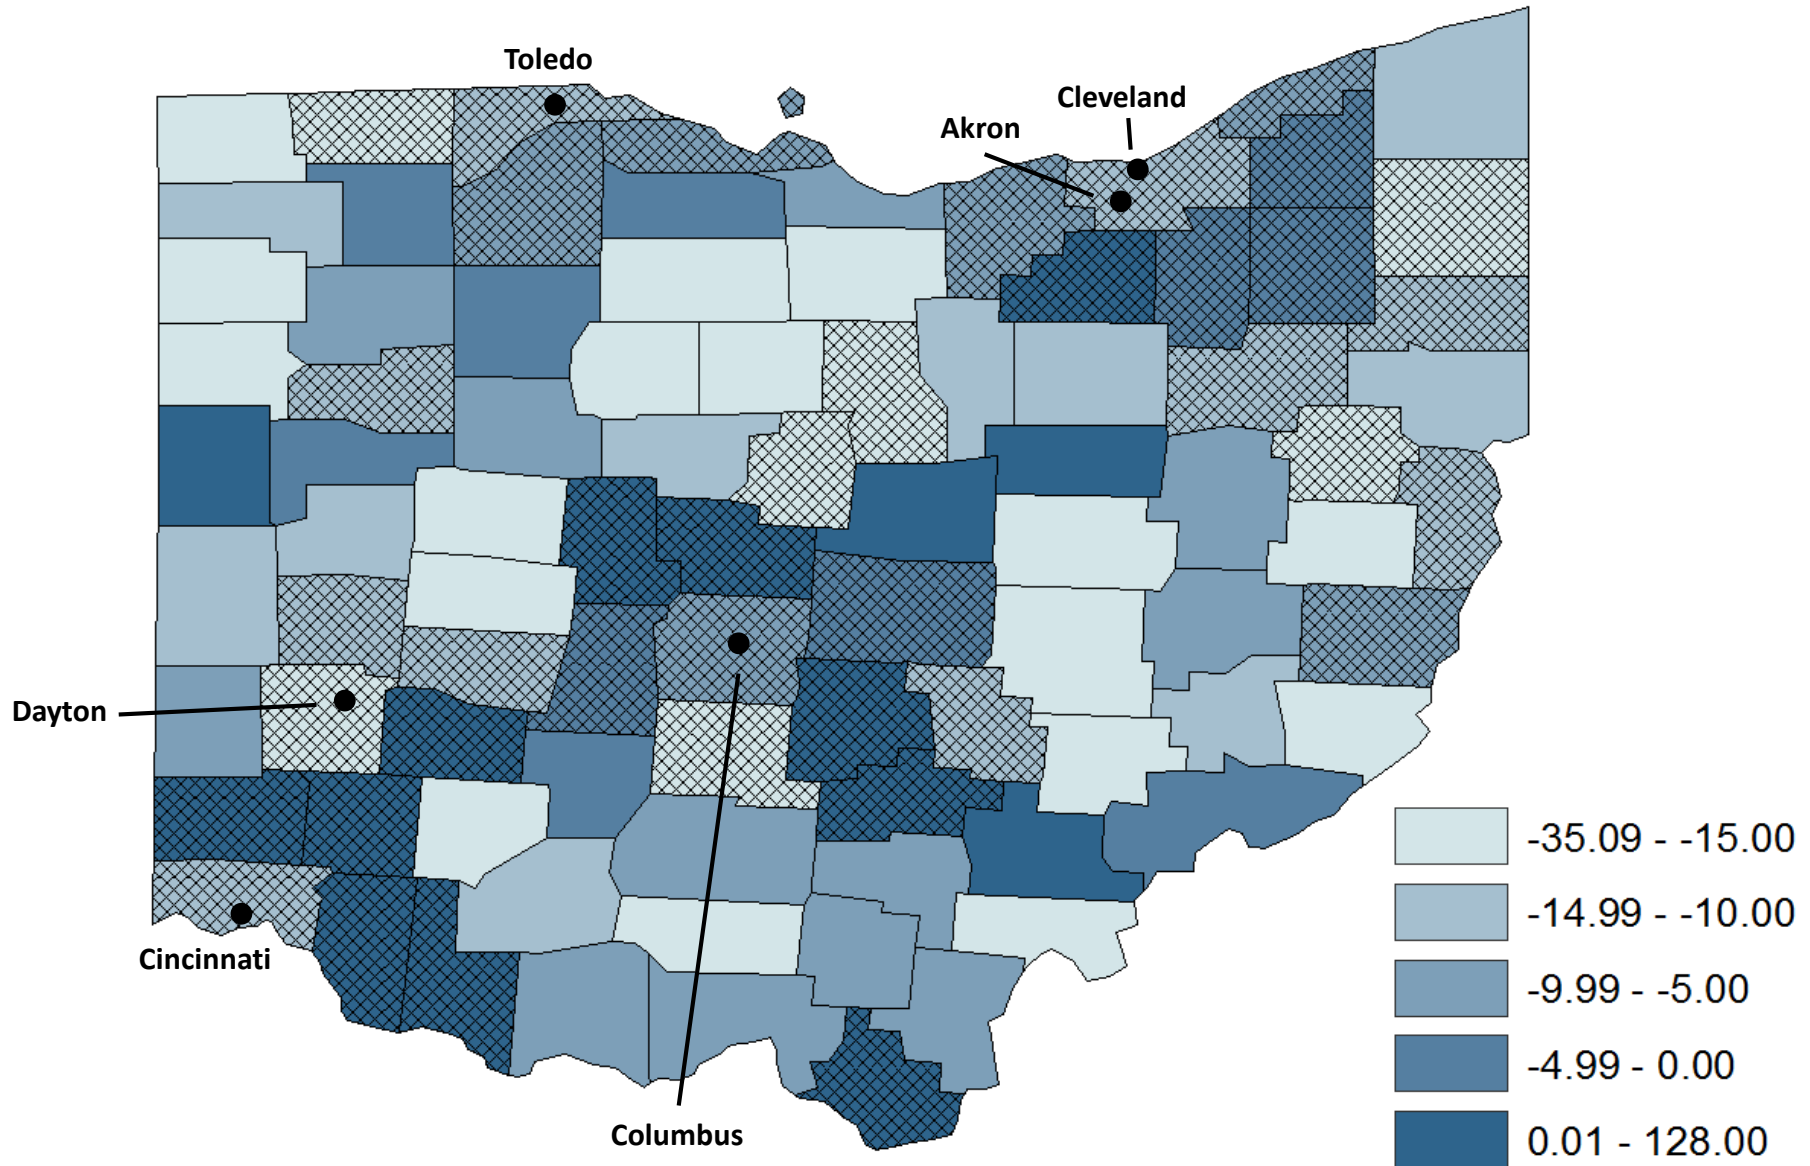 Toledo
Cleveland
Akron
Dayton
Cincinnati
Columbus
-35.09 - -15.00
-14.99 - -10.00
-9.99 - -5.00
-4.99 - 0.00
0.01 - 128.00